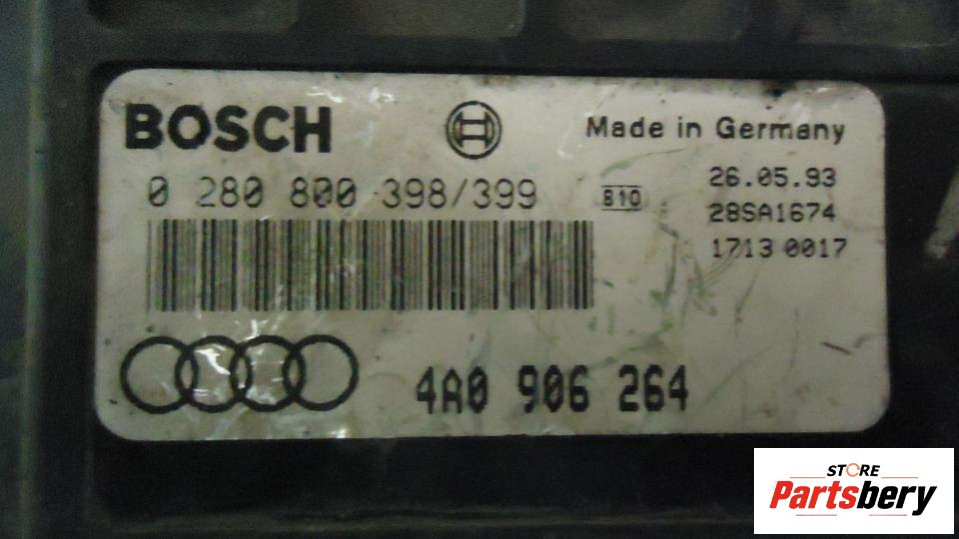 BOSCH
Made in Germany
0 280 800 398/399
810
26.05.93
28SA1674
1713 0017
4A0 906 264
STORE
Partsbery